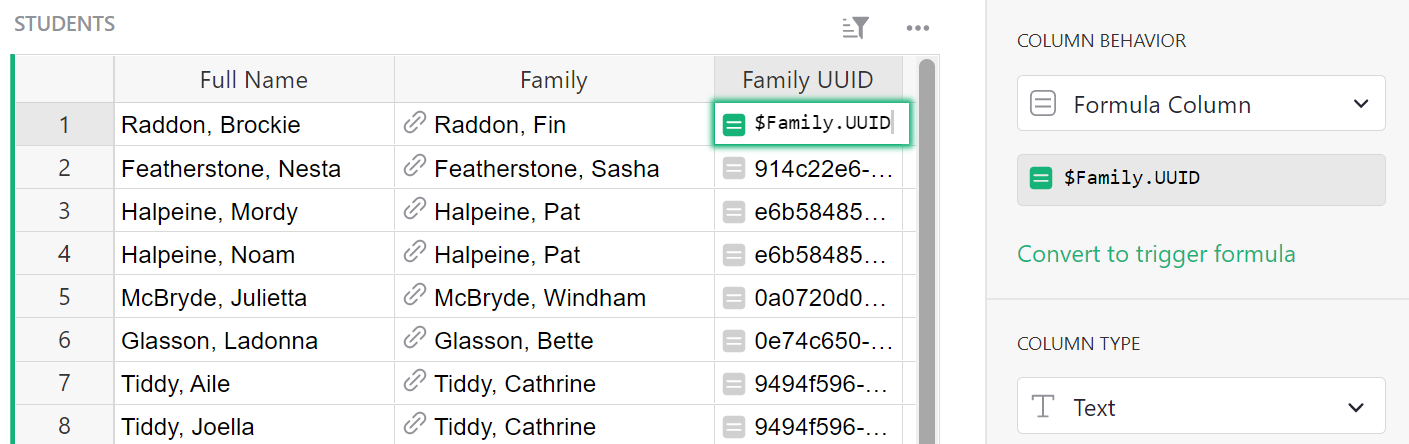 STUDENTS
Full Name Family Family UUID
1 Raddon, Brockie Raddon, Fin $Family.UUID
2 Featherstone, Nesta Featherstone, Sasha 914c22e6-...
3 Halpeine, Mordy Halpeine, Pat e6b58485...
4 Halpeine, Noam Halpeine, Pat e6b58485...
5 McBryde, Julietta McBryde, Windham 0a0720d0...
6 Glasson, Ladonna Glasson, Bette 0e74c650-...
7 Tiddy, Aile Tiddy, Cathrine 9494f596-...
8 Tiddy, Joella Tiddy, Cathrine 9494f596-...
COLUMN BEHAVIOR
Formula Column
$Family.UUID
Convert to trigger formula
COLUMN TYPE
Text